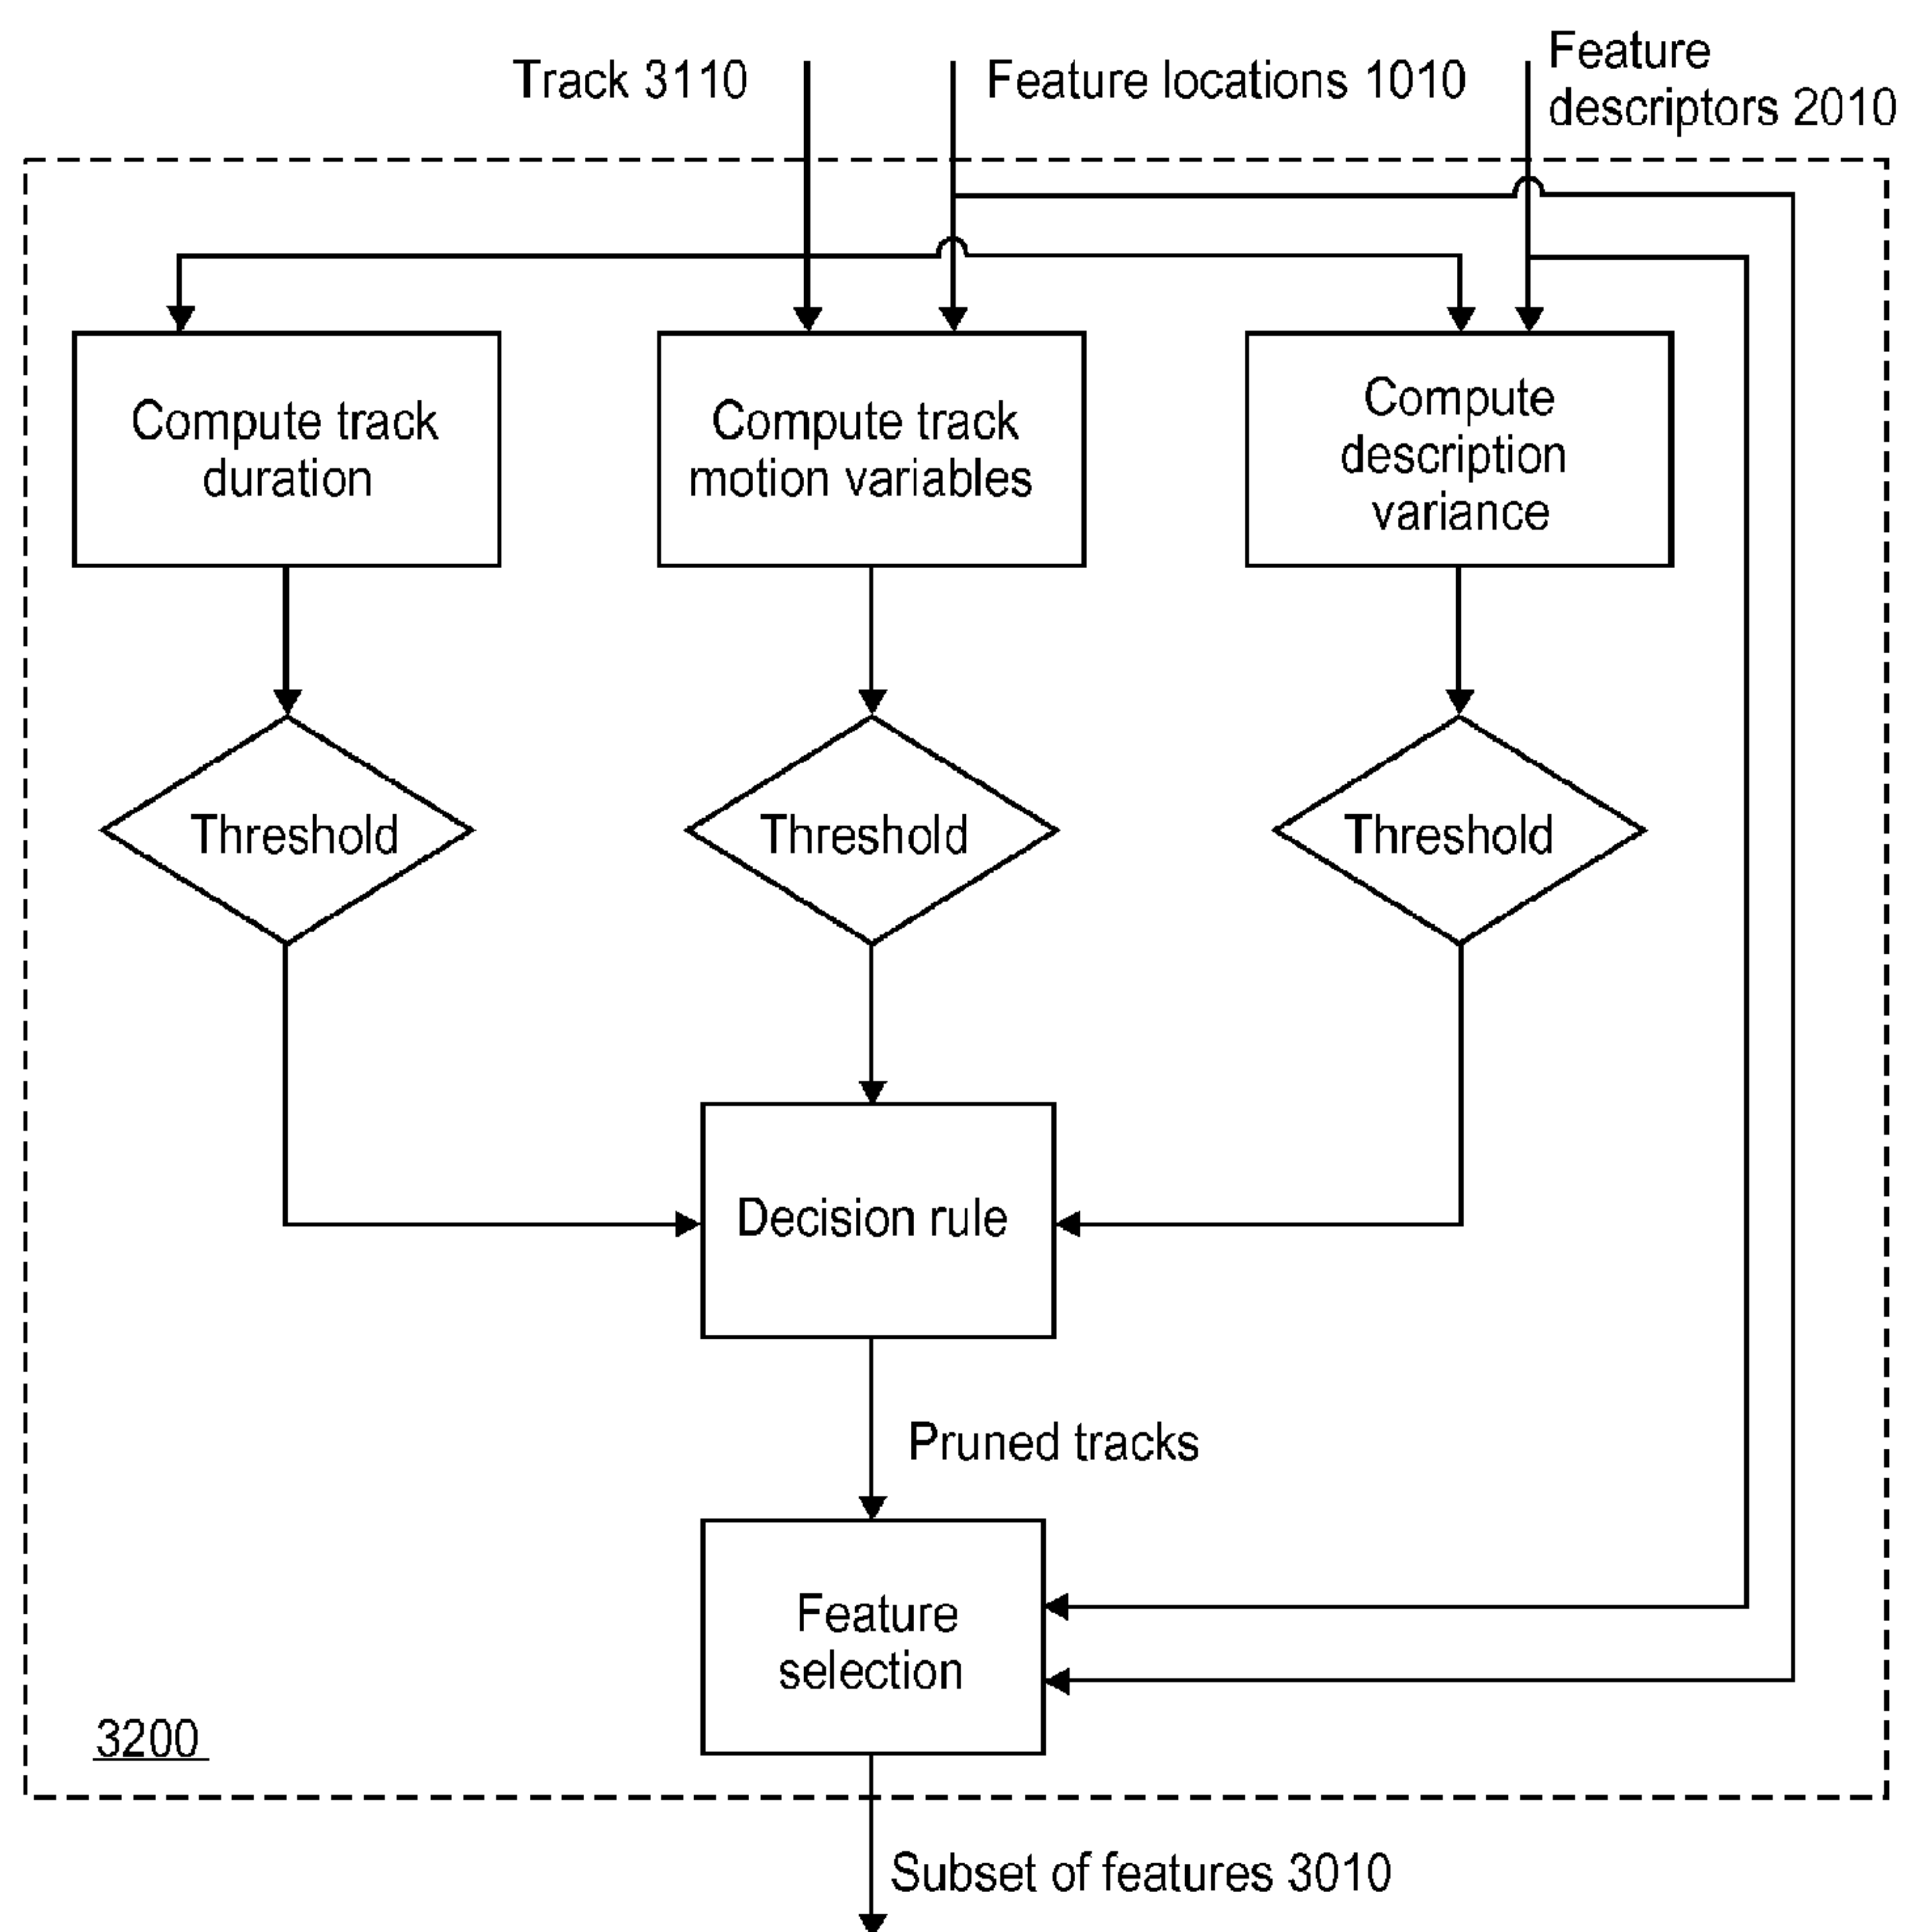 Track 3110
Feature locations 1010
Feature
descriptors 2010
Compute track
duration
Compute track
motion variables
Compute
description
variance
Threshold
Threshold
Threshold
Decision rule
Pruned tracks
Feature
selection
3200
Subset of features 3010